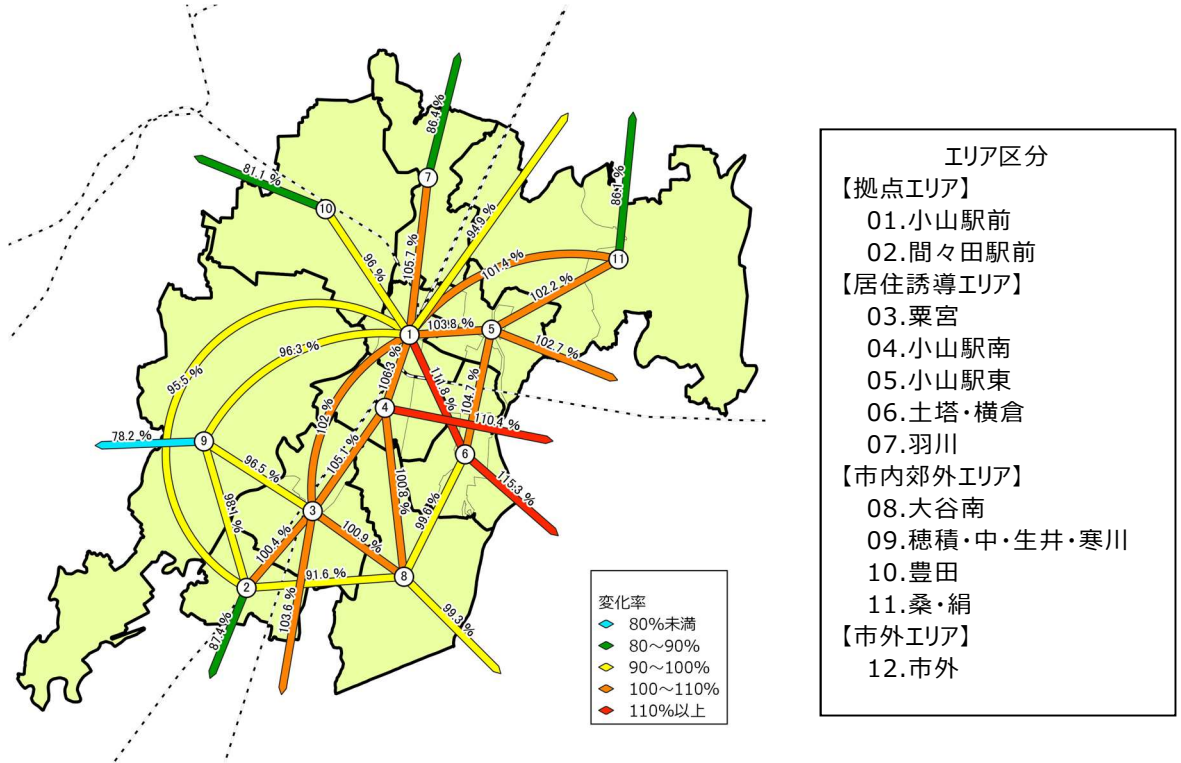 86.4 %
7
81.1 %
10
94.9 %
86.1 %
96 %
105.7 %
101.4 %
11
102.2 %
1
103.8 %
5
102.7 %
96.3 %
95.5 %
106.3 %
111.8 %
104.7 %
102 %
4
110.4 %
78.2 %
9
105.1 %
6
96.5 %
100.8 %
99.6 %
115.3 %
98.1 %
3
100.4 %
100.9 %
2
91.6 %
8
87.4 %
103.6 %
99.3 %
変化率
80%未満
80～90%
90～100%
100～110%
110%以上
エリア区分
【拠点エリア】
01.小山駅前
02.間々田駅前
【居住誘導エリア】
03.粟宮
04.小山駅南
05.小山駅東
06.土塔・横倉
07.羽川
【市内郊外エリア】
08.大谷南
09.穂積・中・生井・寒川
10.豊田
11.桑・絹
【市外エリア】
12.市外